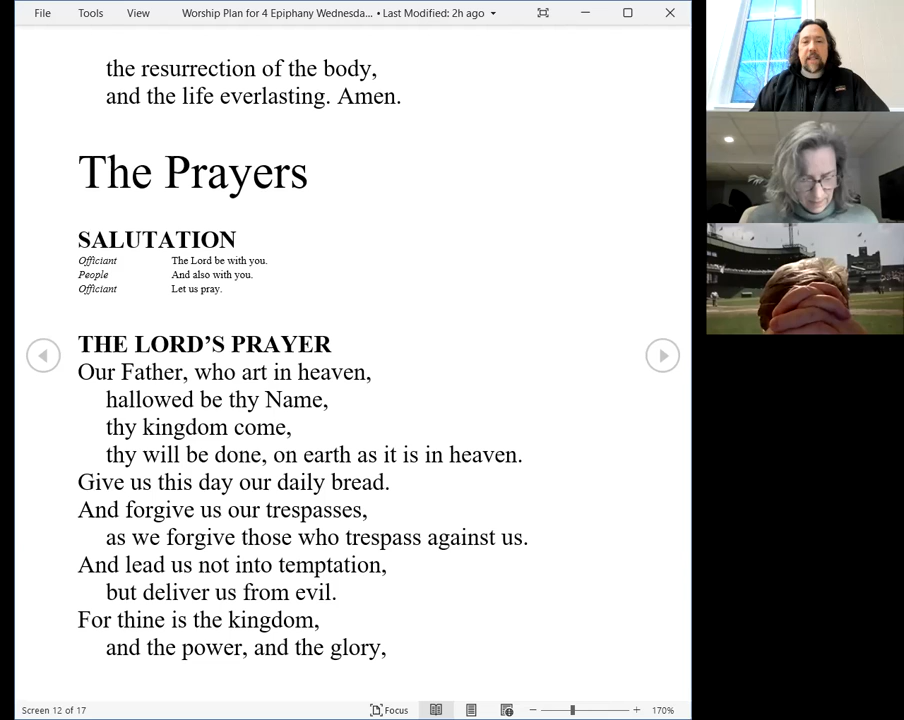 File Tools View Worship Plan for 4 Epiphany Wednesda... • Last Modified: 2h ago
the resurrection of the body,
and the life everlasting. Amen.
The Prayers
SALUTATION
Officiant The Lord be with you.
People And also with you.
Officiant Let us pray.
THE LORD’S PRAYER
Our Father, who art in heaven,
hallowed be thy Name,
thy kingdom come,
thy will be done, on earth as it is in heaven.
Give us this day our daily bread.
And forgive us our trespasses,
as we forgive those who trespass against us.
And lead us not into temptation,
but deliver us from evil.
For thine is the kingdom,
and the power, and the glory,
Screen 12 of 17 Focus 170%